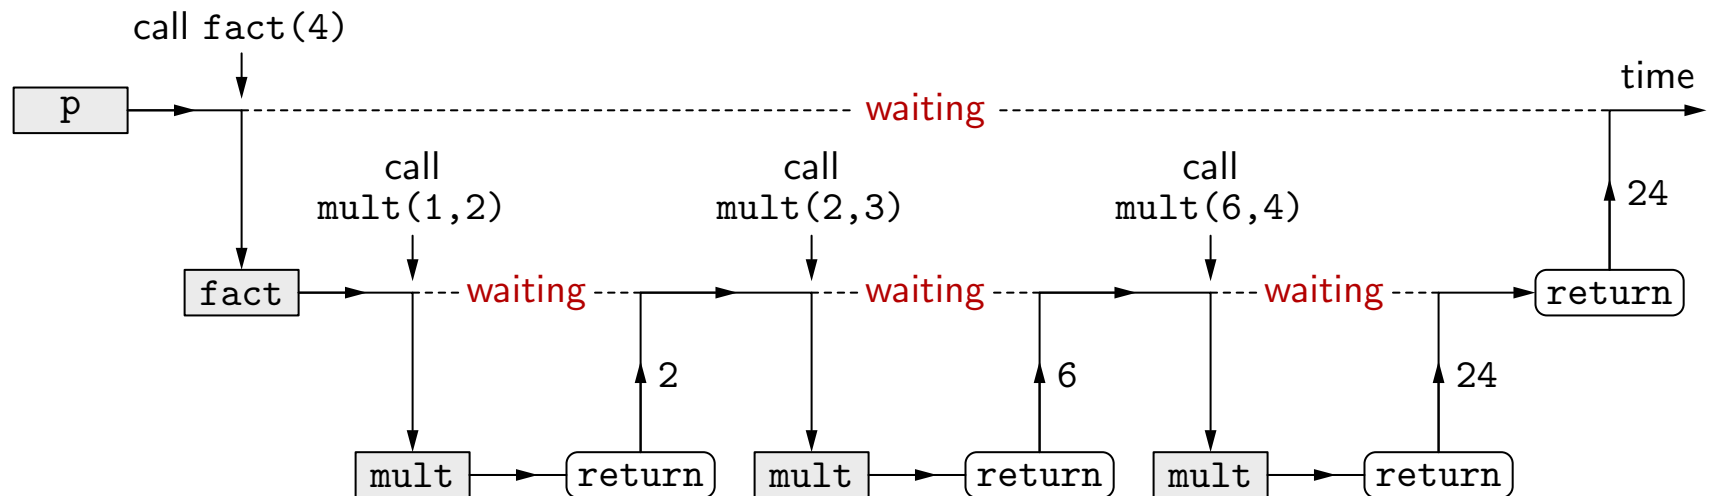 call fact(4)
time
p
waiting
call
mult(1,2)
call
mult(2,3)
call
mult(6,4)
24
fact
waiting
waiting
waiting
return
2
6
24
mult
return
mult
return
mult
return